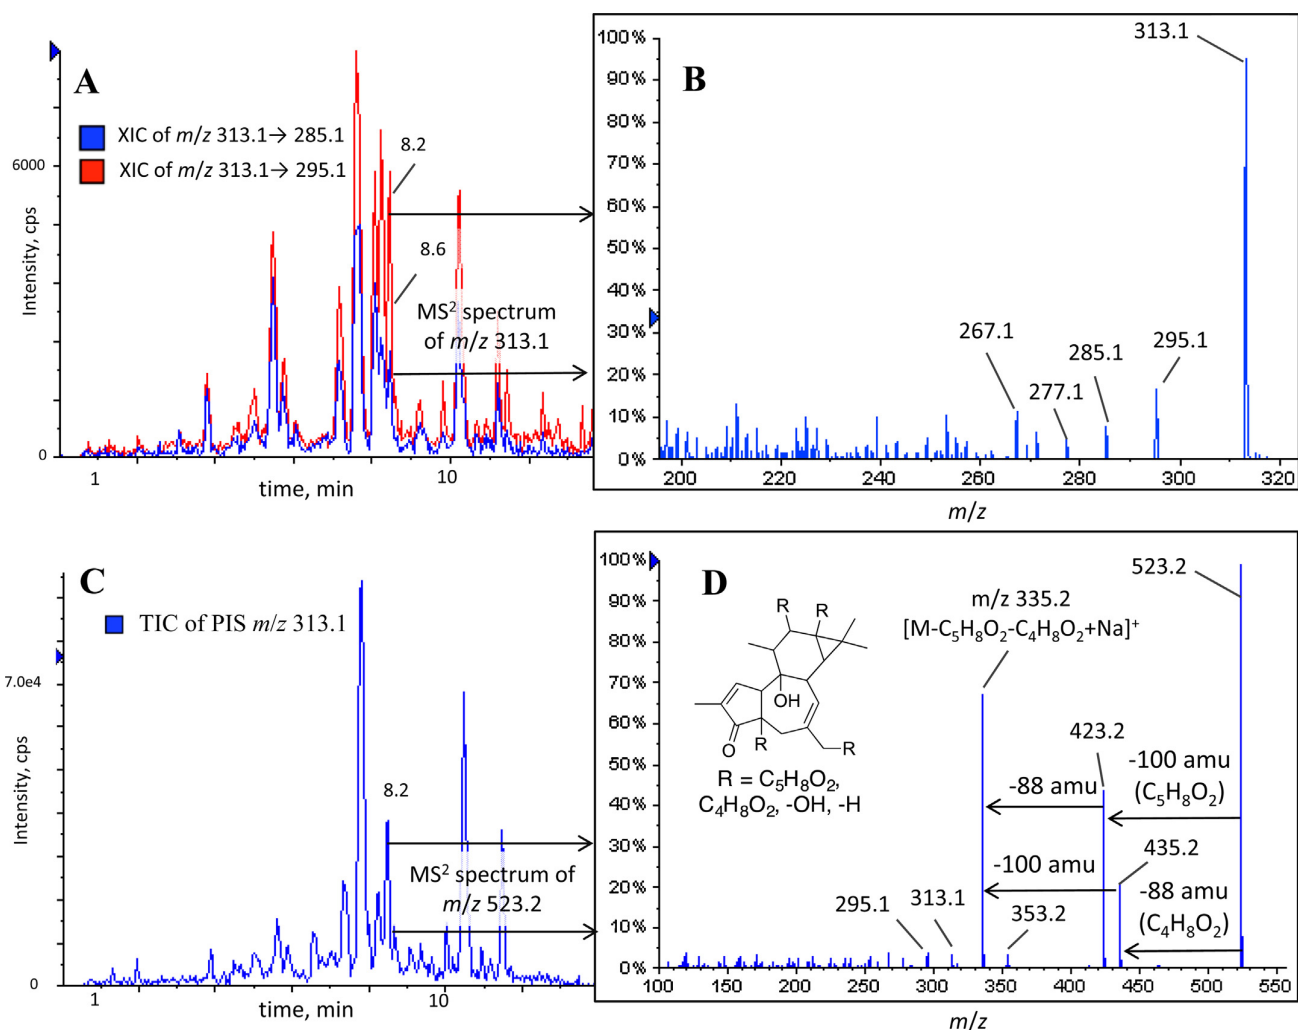 A
XIC of m/z 313.1→ 285.1
XIC of m/z 313.1→ 295.1
8.2
8.6
MS² spectrum
of m/z 313.1
6000
0
Intensity, cps
1
10
time, min
B
100%
90%
80%
70%
60%
50%
40%
30%
20%
10%
0%
313.1
267.1
285.1
295.1
277.1
200
220
240
260
280
300
320
m/z
C
TIC of PIS m/z 313.1
7.0e4
0
Intensity, cps
8.2
MS² spectrum of
m/z 523.2
1
10
time, min
D
100%
90%
80%
70%
60%
50%
40%
30%
20%
10%
0%
523.2
m/z 335.2
[M-C₅H₈O₂-C₄H₈O₂+Na]⁺
R
R
OH
O
R
R
R = C₅H₈O₂,
C₄H₈O₂, -OH, -H
423.2
-88 amu
-100 amu
(C₅H₈O₂)
-100 amu
435.2
-88 amu
(C₄H₈O₂)
295.1
313.1
353.2
100
150
200
250
300
350
400
450
500
550
m/z